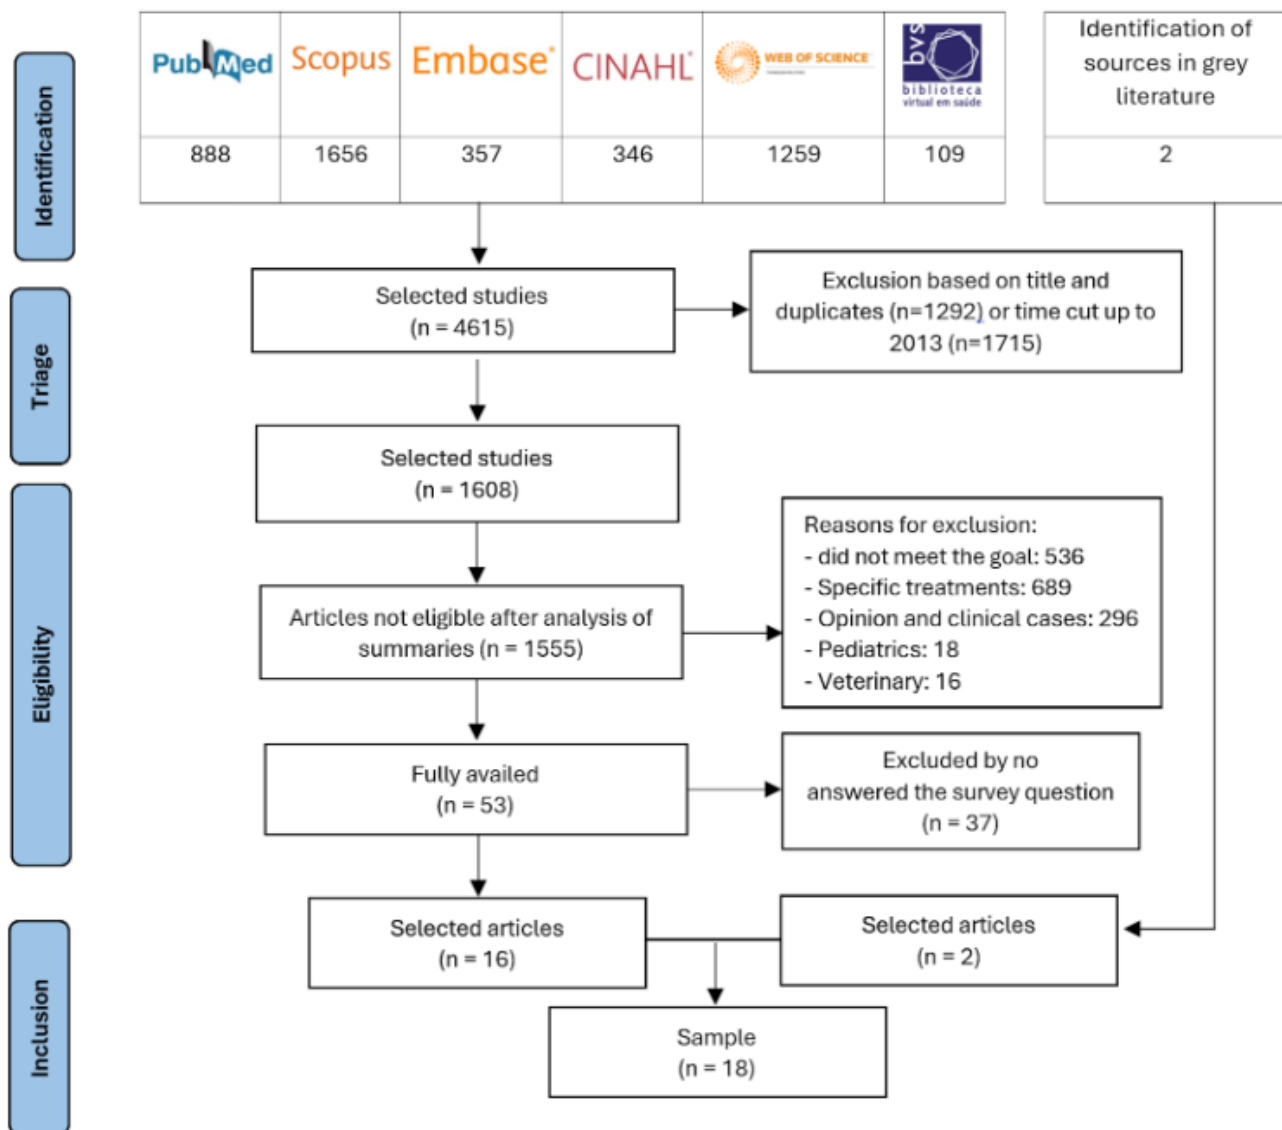 Identification
PubMed
Scopus
Embase®
CINAHL®
WEB OF SCIENCE
bvs
biblioteca
virtual em saúde
888
1656
357
346
1259
109
Identification of
sources in grey
literature
2
Triage
Selected studies
(n = 4615)
Exclusion based on title and
duplicates (n=1292) or time cut up to
2013 (n=1715)
Selected studies
(n = 1608)
Eligibility
Articles not eligible after analysis of
summaries (n = 1555)
Reasons for exclusion:
- did not meet the goal: 536
- Specific treatments: 689
- Opinion and clinical cases: 296
- Pediatrics: 18
- Veterinary: 16
Fully availed
(n = 53)
Excluded by no
answered the survey question
(n = 37)
Inclusion
Selected articles
(n = 16)
Selected articles
(n = 2)
Sample
(n = 18)